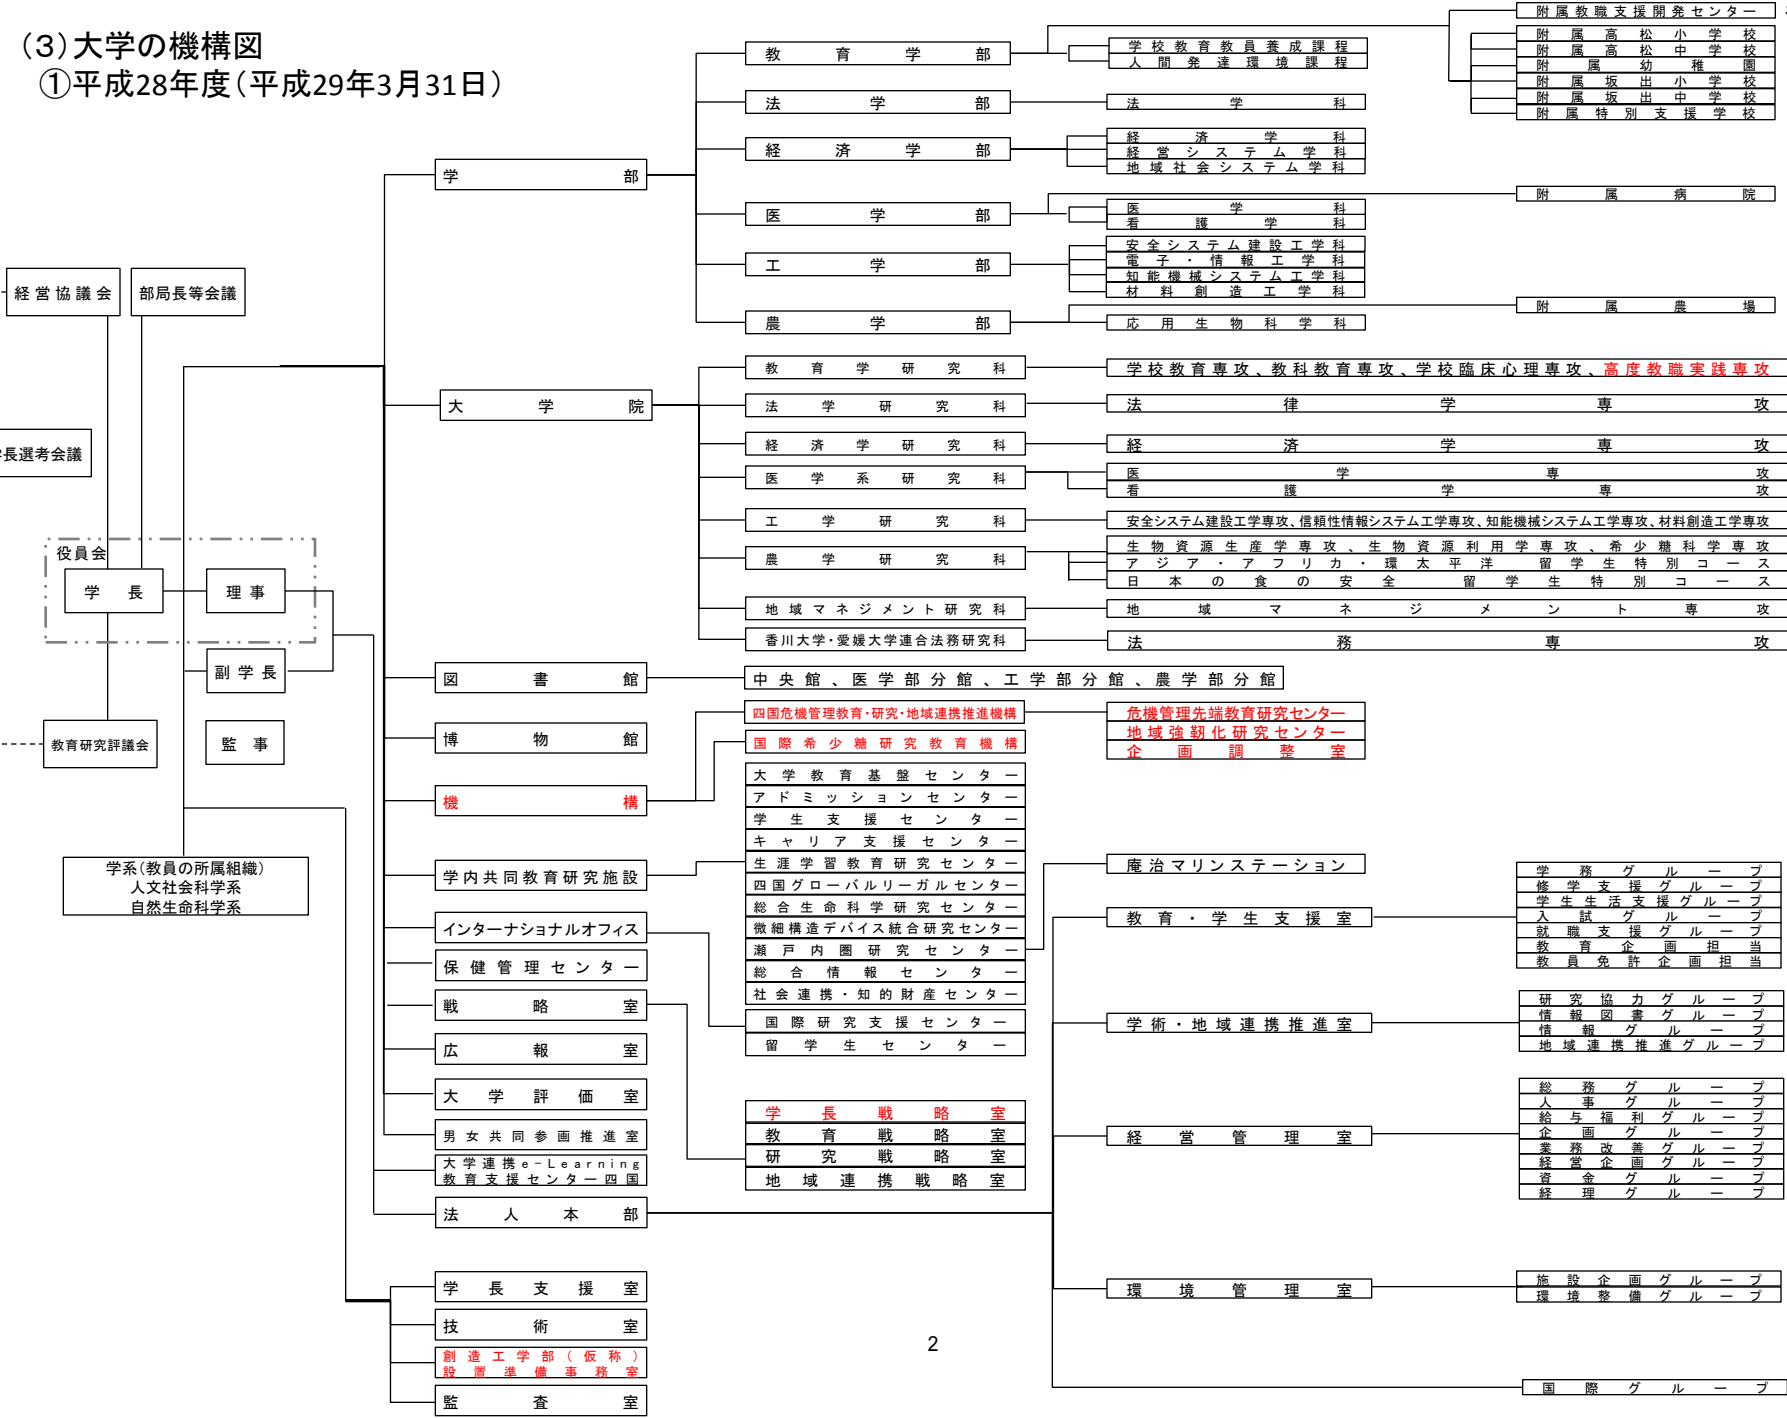 (3)大学の機構図
①平成28年度(平成29年3月31日)
経営協議会
部局長等会議
長選考会議
役員会
学長
理事
副学長
教育研究評議会
監事
学系(教員の所属組織)
人文社会科学系
自然生命科学系
学部
教育学部
学校教育教員養成課程
人間発達環境課程
附属教職支援開発センター
附属高松小学校
附属高松中学校
附属幼稚園
附属坂出小学校
附属坂出中学校
附属特別支援学校
法学部
法学科
経済学部
経済学科
経営システム学科
地域社会システム学科
医学部
医学科
看護学科
附属病院
工学部
安全システム建設工学科
電子・情報工学科
知能機械システム工学科
材料創造工学科
農学部
応用生物科学科
附属農場
大学院
教育学研究科
学校教育専攻、教科教育専攻、学校臨床心理専攻、高度教職実践専攻
法学研究科
法律学専攻
経済学研究科
経済学専攻
医学系研究科
医学専攻
看護学専攻
工学研究科
安全システム建設工学専攻、信頼性情報システム工学専攻、知能機械システム工学専攻、材料創造工学専攻
農学研究科
生物資源生産学専攻、生物資源利用学専攻、希少糖科学専攻
アジア・アフリカ・環太平洋 留学生特別コース
日本の食の安全 留学生特別コース
地域マネジメント研究科
地域マネジメント専攻
香川大学・愛媛大学連合法務研究科
法務専攻
図書館
中央館、医学部分館、工学部分館、農学部分館
博物館
機構
四国危機管理教育・研究・地域連携推進機構
危機管理先端教育研究センター
地域強靭化研究センター
企画調整室
国際希少糖研究教育機構
学内共同教育研究施設
大学教育基盤センター
アドミッションセンター
学生支援センター
キャリア支援センター
生涯学習教育研究センター
四国グローバルリーガルセンター
総合生命科学研究センター
微細構造デバイス統合研究センター
瀬戸内圏研究センター
総合情報センター
社会連携・知的財産センター
庵治マリンステーション
インターナショナルオフィス
国際研究支援センター
留学生センター
保健管理センター
戦略室
学長戦略室
教育戦略室
研究戦略室
地域連携戦略室
広報室
大学評価室
男女共同参画推進室
大学連携e-Learning
教育支援センター四国
法人本部
教育・学生支援室
学務グループ
修学支援グループ
学生生活支援グループ
入試グループ
就職支援グループ
教育企画担当
教員免許企画担当
学術・地域連携推進室
研究協力グループ
情報図書グループ
情報グループ
地域連携推進グループ
経営管理室
総務グループ
人事グループ
給与福利グループ
企画グループ
業務改善グループ
経営企画グループ
資金グループ
経理グループ
環境管理室
施設企画グループ
環境整備グループ
国際グループ
学長支援室
技術室
創造工学部(仮称)
設置準備事務室
監査室
2